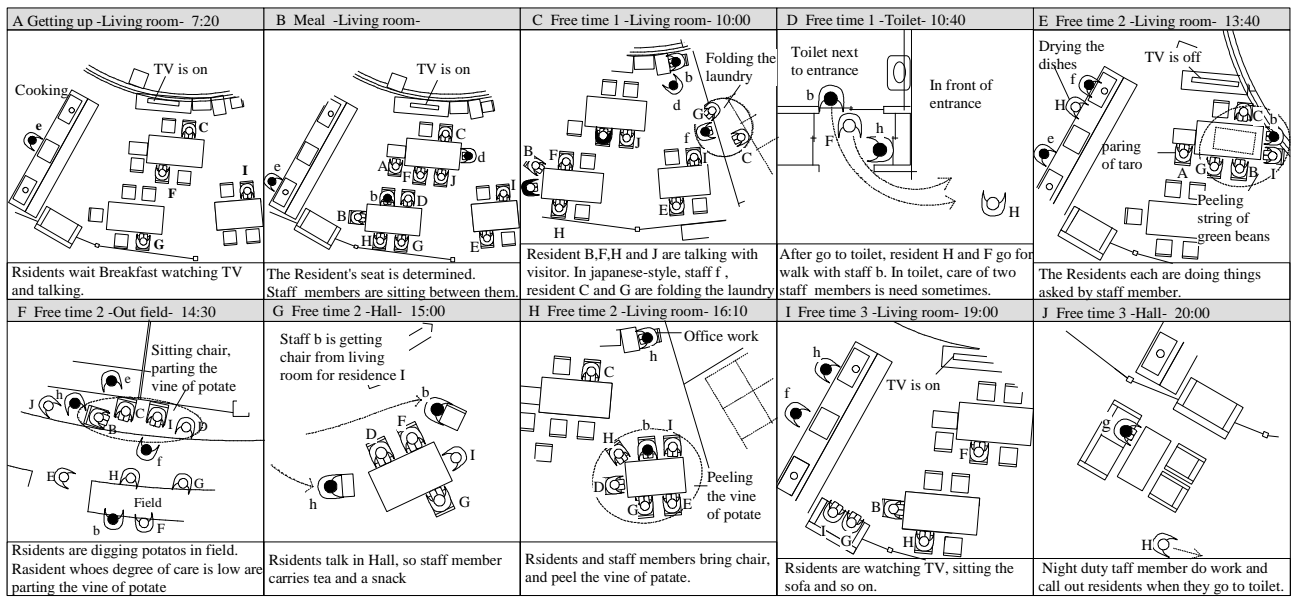 A Getting up -Living room- 7:20
TV is on
Cooking
e
C
F
I
G
Rsidents wait Breakfast watching TV
and talking.
B Meal -Living room-
TV is on
C
e
A
d
F
J
b
D
I
B
H
G
E
The Resident's seat is determined.
Staff members are sitting between them.
C Free time 1 -Living room- 10:00
Folding the
laundry
b
d
G
f
C
J
B
F
I
H
E
Resident B,F,H and J are talking with
visitor. In japanese-style, staff f ,
resident C and G are folding the laundry
D Free time 1 -Toilet- 10:40
Toilet next
to entrance
In front of
entrance
b
h
F
H
After go to toilet, resident H and F go for
walk with staff b. In toilet, care of two
staff members is need sometimes.
E Free time 2 -Living room- 13:40
Drying the
dishes
TV is off
f
H
C
b
e
paring
of taro
A
G
B
I
Peeling
string of
green beans
The Residents each are doing things
asked by staff member.
F Free time 2 -Out field- 14:30
Sitting chair,
parting the
vine of potate
e
h
J
B
C
I
D
f
E
H
G
Field
b
F
Rsidents are digging potatos in field.
Rasident whoes degree of care is low are
parting the vine of potate
G Free time 2 -Hall- 15:00
Staff b is getting
chair from living
room for residence I
b
F
D
I
h
G
Rsidents talk in Hall, so staff member
carries tea and a snack
H Free time 2 -Living room- 16:10
Office work
h
C
b
I
H
D
G
E
Peeling
the vine
of potate
Rsidents and staff members bring chair,
and peel the vine of patate.
I Free time 3 -Living room- 19:00
h
TV is on
f
F
B
I
G
H
Rsidents are watching TV, sitting the
sofa and so on.
J Free time 3 -Hall- 20:00
g
H
Night duty taff member do work and
call out residents when they go to toilet.